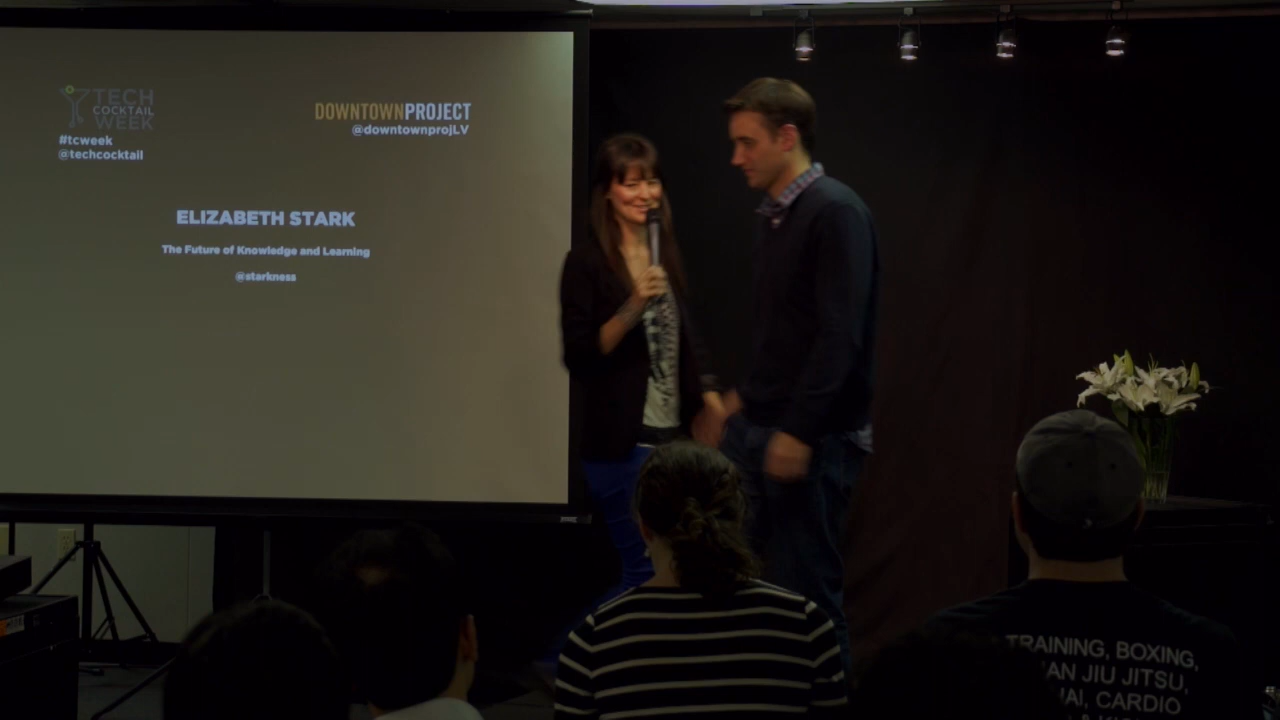 TECH
COCKTAIL
WEEK
#tcweek
@techcocktail
DOWNTOWNPROJECT
@downtownprojLV
ELIZABETH STARK
The Future of Knowledge and Learning
@starkness
TRAINING, BOXING,
JIU JITSU,
CARDIO